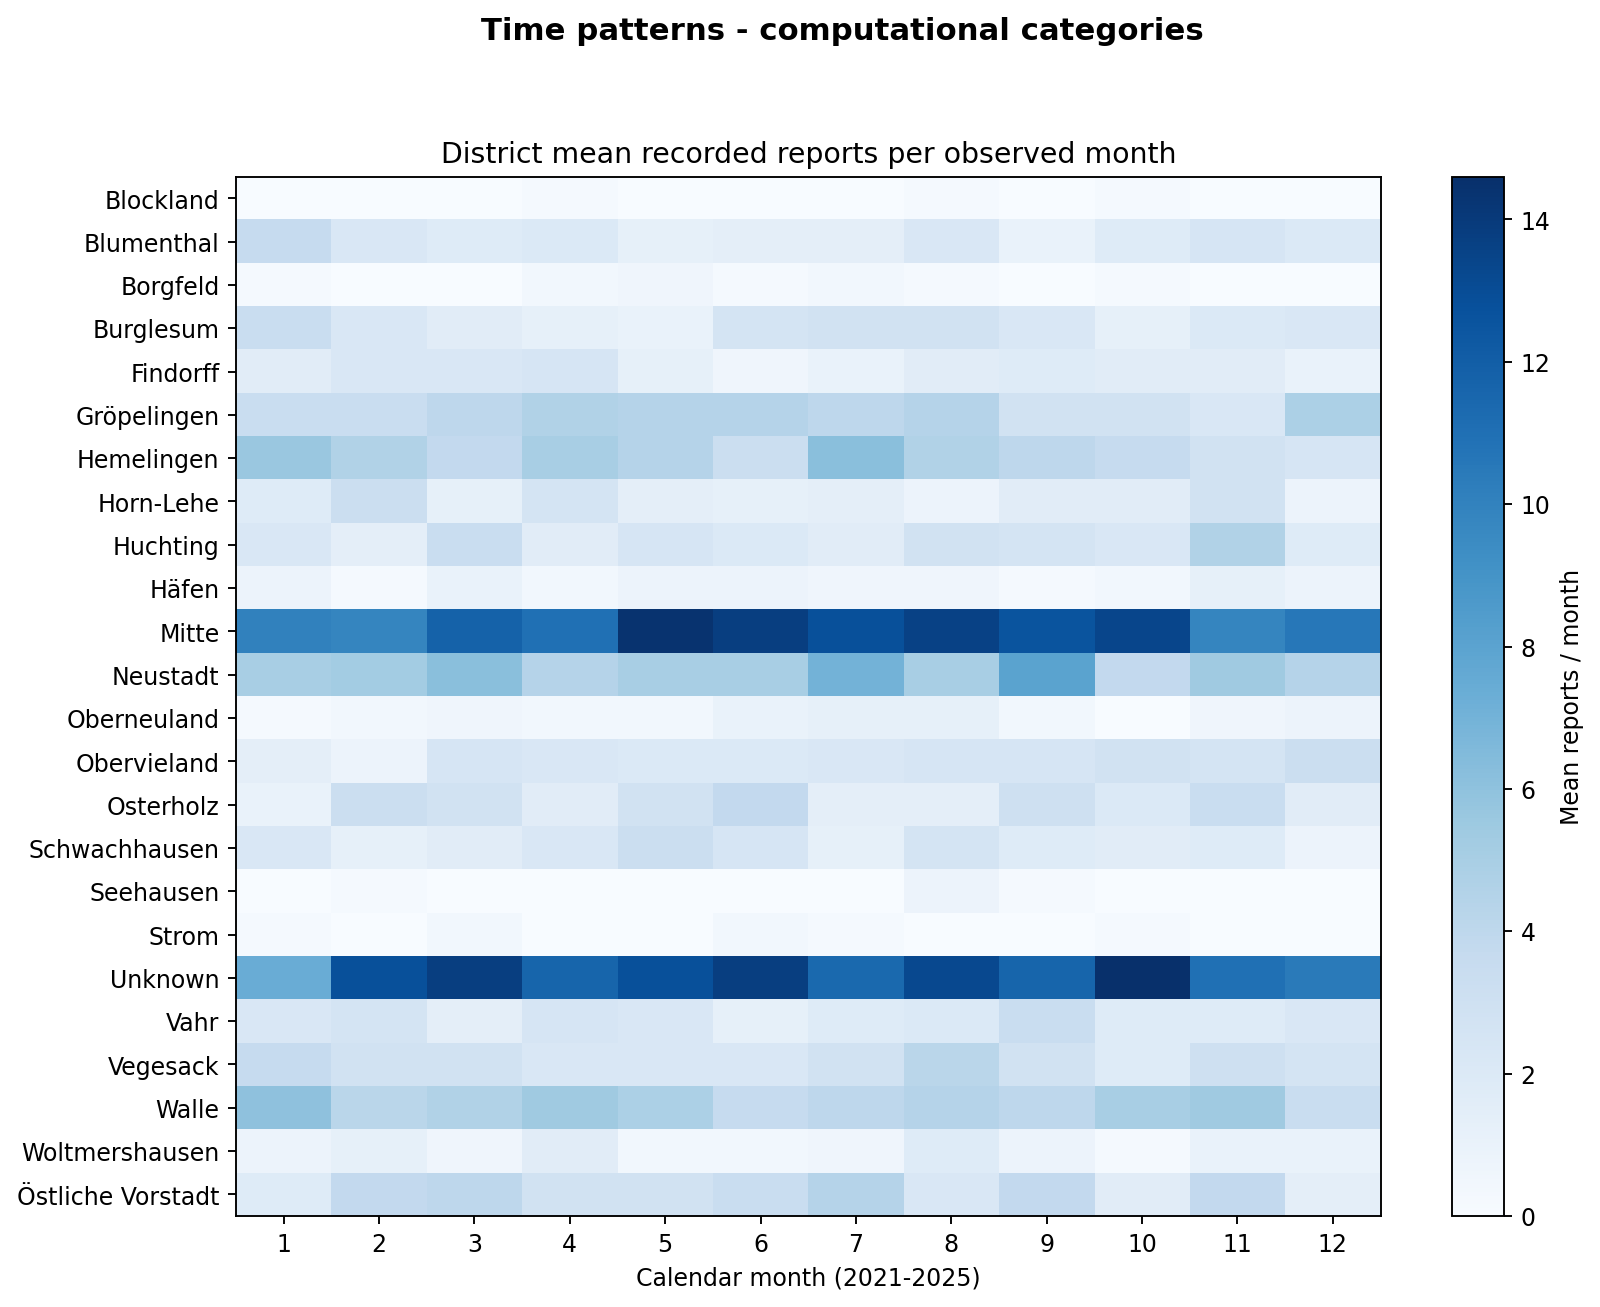 Time patterns - computational categories
District mean recorded reports per observed month
Blockland
Blumenthal
Borgfeld
Burglesum
Findorff
Gröpelingen
Hemelingen
Horn-Lehe
Huchting
Häfen
Mitte
Neustadt
Oberneuland
Obervieland
Osterholz
Schwachhausen
Seehausen
Strom
Unknown
Vahr
Vegesack
Walle
Woltmershausen
Östliche Vorstadt
1 2 3 4 5 6 7 8 9 10 11 12
Calendar month (2021-2025)
14
12
10
8
6
4
2
0
Mean reports / month